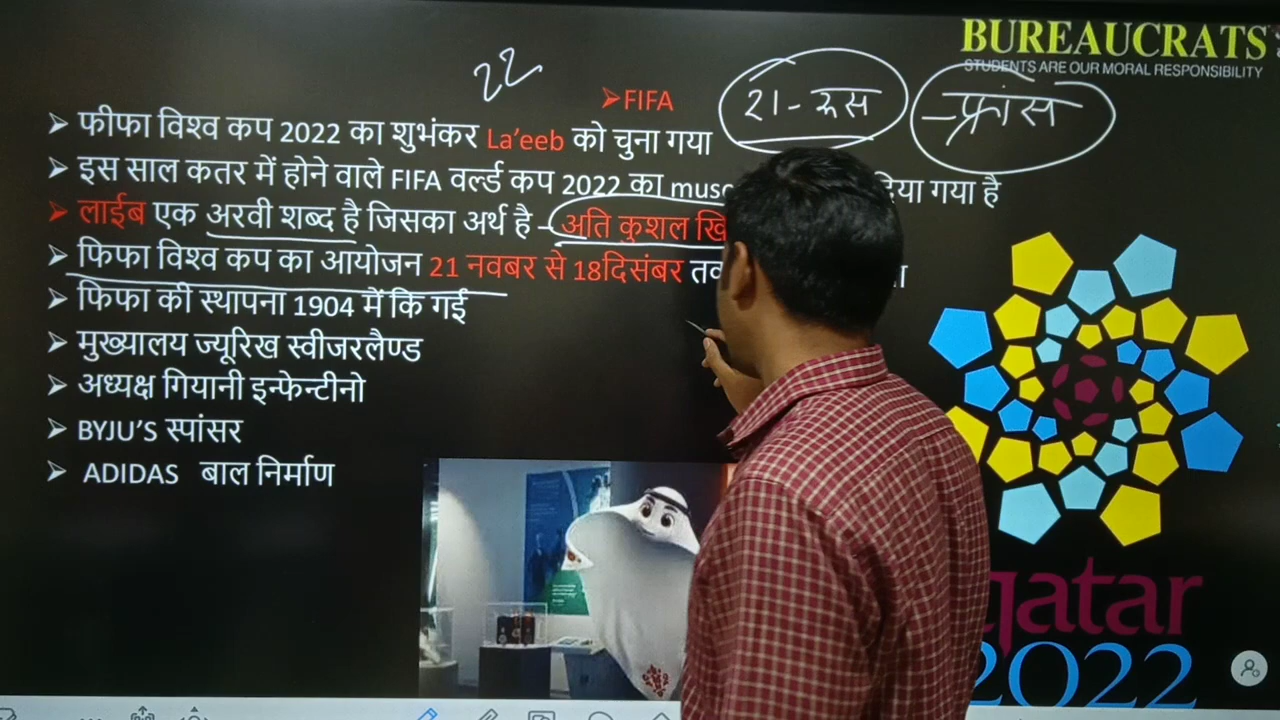 BUREAUCRATS
STUDENTS ARE OUR MORAL RESPONSIBILITY
22
➤FIFA
21 - रूस
- फ्रांस
➤ फीफा विश्व कप 2022 का शुभंकर La'eeb को चुना गया
➤ इस साल कतर में होने वाले FIFA वर्ल्ड कप 2022 का दिया गया है
➤ लाईब एक अरवी शब्द है जिसका अर्थ है – अति कुशल
➤ फिफा विश्व कप का आयोजन 21 नवबर से 18दिसंबर
➤ फिफा की स्थापना 1904 में कि गई
➤ मुख्यालय ज्यूरिख स्वीजरलैण्ड
➤ अध्यक्ष गियानी इन्फेन्टीनो
➤ BYJU'S स्पांसर
➤ ADIDAS बाल निर्माण
qatar
2022